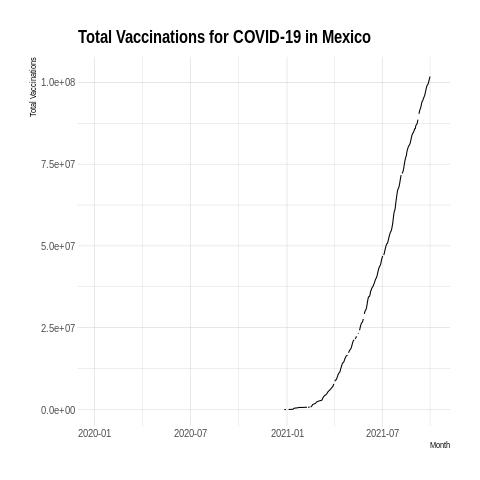 Total Vaccinations for COVID-19 in Mexico
Total Vaccinations
1.0e+08
7.5e+07
5.0e+07
2.5e+07
0.0e+00
2020-01
2020-07
2021-01
2021-07
Month